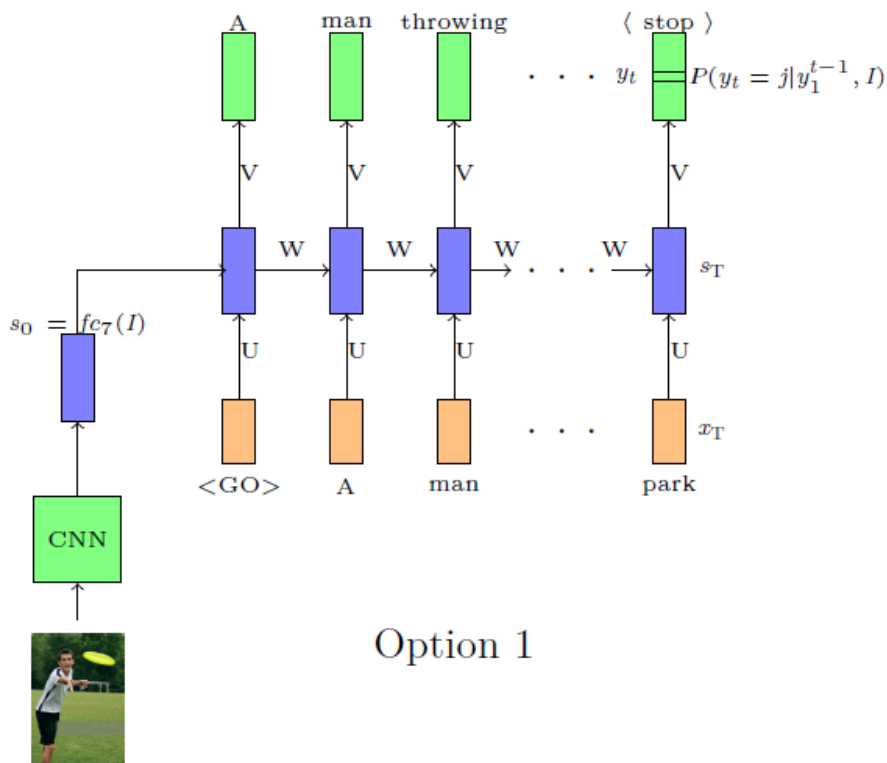 A man throwing ⟨ stop ⟩
· · · y_t P(y_t = j|y_1^{t−1}, I)
V V V V
W W W W
· · · s_T
s_0 = fc_7(I)
U U U U
· · · x_T
<GO> A man park
CNN
Option 1